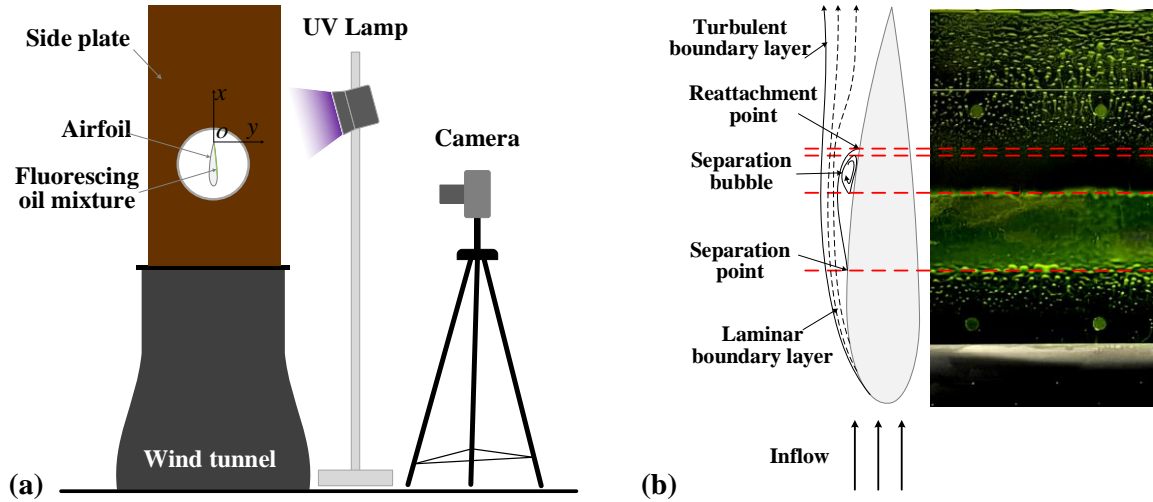 Side plate
UV Lamp
x
o
y
Airfoil
Fluorescing
oil mixture
Camera
Wind tunnel
(a)
Turbulent
boundary layer
Reattachment
point
Separation
bubble
Separation
point
Laminar
boundary layer
Inflow
(b)